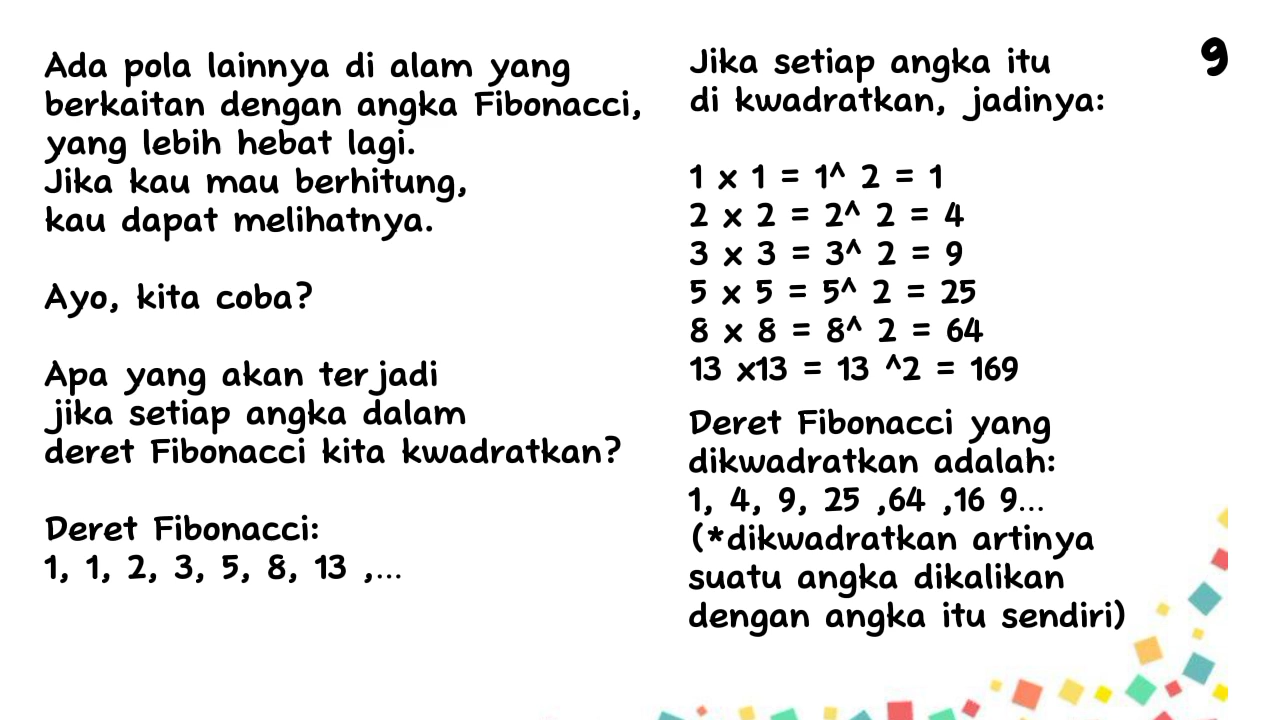 Ada pola lainnya di alam yang
berkaitan dengan angka Fibonacci,
yang lebih hebat lagi.
Jika kau mau berhitung,
kau dapat melihatnya.
Ayo, kita coba?
Apa yang akan terjadi
jika setiap angka dalam
deret Fibonacci kita kwadratkan?
Deret Fibonacci:
1, 1, 2, 3, 5, 8, 13 ,...
Jika setiap angka itu
di kwadratkan, jadinya:
1 x 1 = 1^ 2 = 1
2 x 2 = 2^ 2 = 4
3 x 3 = 3^ 2 = 9
5 x 5 = 5^ 2 = 25
8 x 8 = 8^ 2 = 64
13 x13 = 13 ^2 = 169
Deret Fibonacci yang
dikwadratkan adalah:
1, 4, 9, 25 ,64 ,16 9...
(*dikwadratkan artinya
suatu angka dikalikan
dengan angka itu sendiri)
9